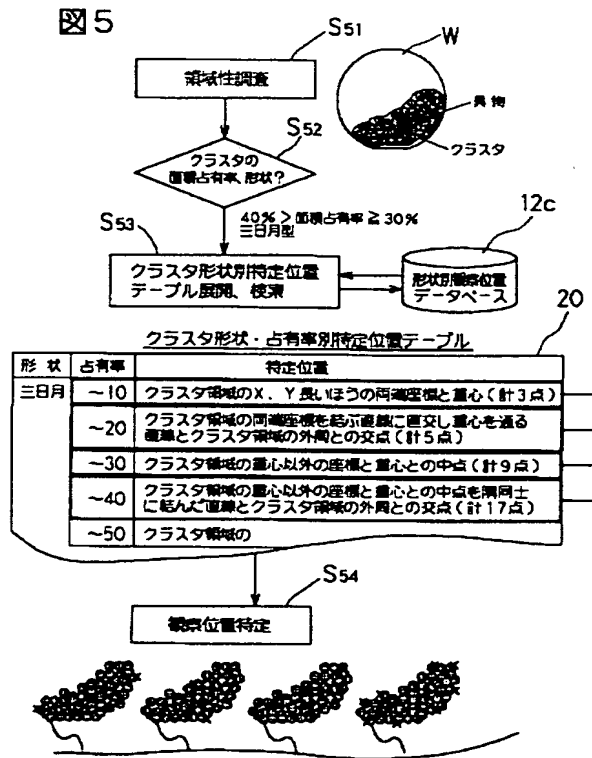 図5
S51
W
領域性調査
異物
クラスタ
S52
クラスタの
面積占有率、形状?
40%>面積占有率≧30%
三日月型
S53
12c
クラスタ形状別特定位置
テーブル展開、検索
形状別観察位置
データベース
20
クラスタ形状・占有率別特定位置テーブル
形 状 占有率 特定位置
三日月 ~10 クラスタ領域のX、Y長いほうの両端座標と重心(計3点)
~20 クラスタ領域の両端座標を結ぶ直線に直交し重心を通る
直線とクラスタ領域の外周との交点(計5点)
~30 クラスタ領域の重心以外の座標と重心との中点(計9点)
~40 クラスタ領域の重心以外の座標と重心との中点を隣同士
に結んだ直線とクラスタ領域の外周との交点(計17点)
~50 クラスタ領域の
S54
観察位置特定